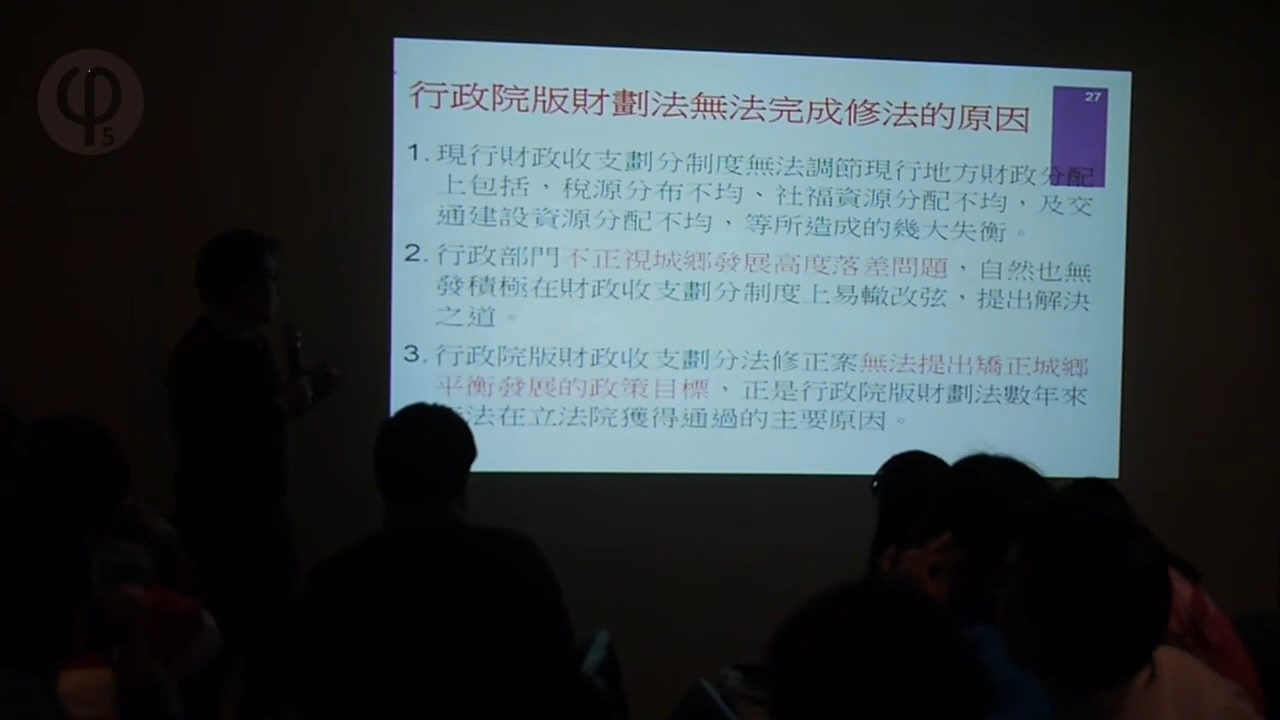 φ5
27
行政院版財劃法無法完成修法的原因
1. 現行財政收支劃分制度無法調節現行地方財政分配
上包括，稅源分布不均、社福資源分配不均，及交
通建設資源分配不均，等所造成的幾大失衡。
2. 行政部門不正視城鄉發展高度落差問題，自然也無
發積極在財政收支劃分制度上易轍改弦，提出解決
之道。
3. 行政院版財政收支劃分法修正案無法提出矯正城鄉
平衡發展的政策目標，正是行政院版財劃法數年來
法在立法院獲得通過的主要原因。